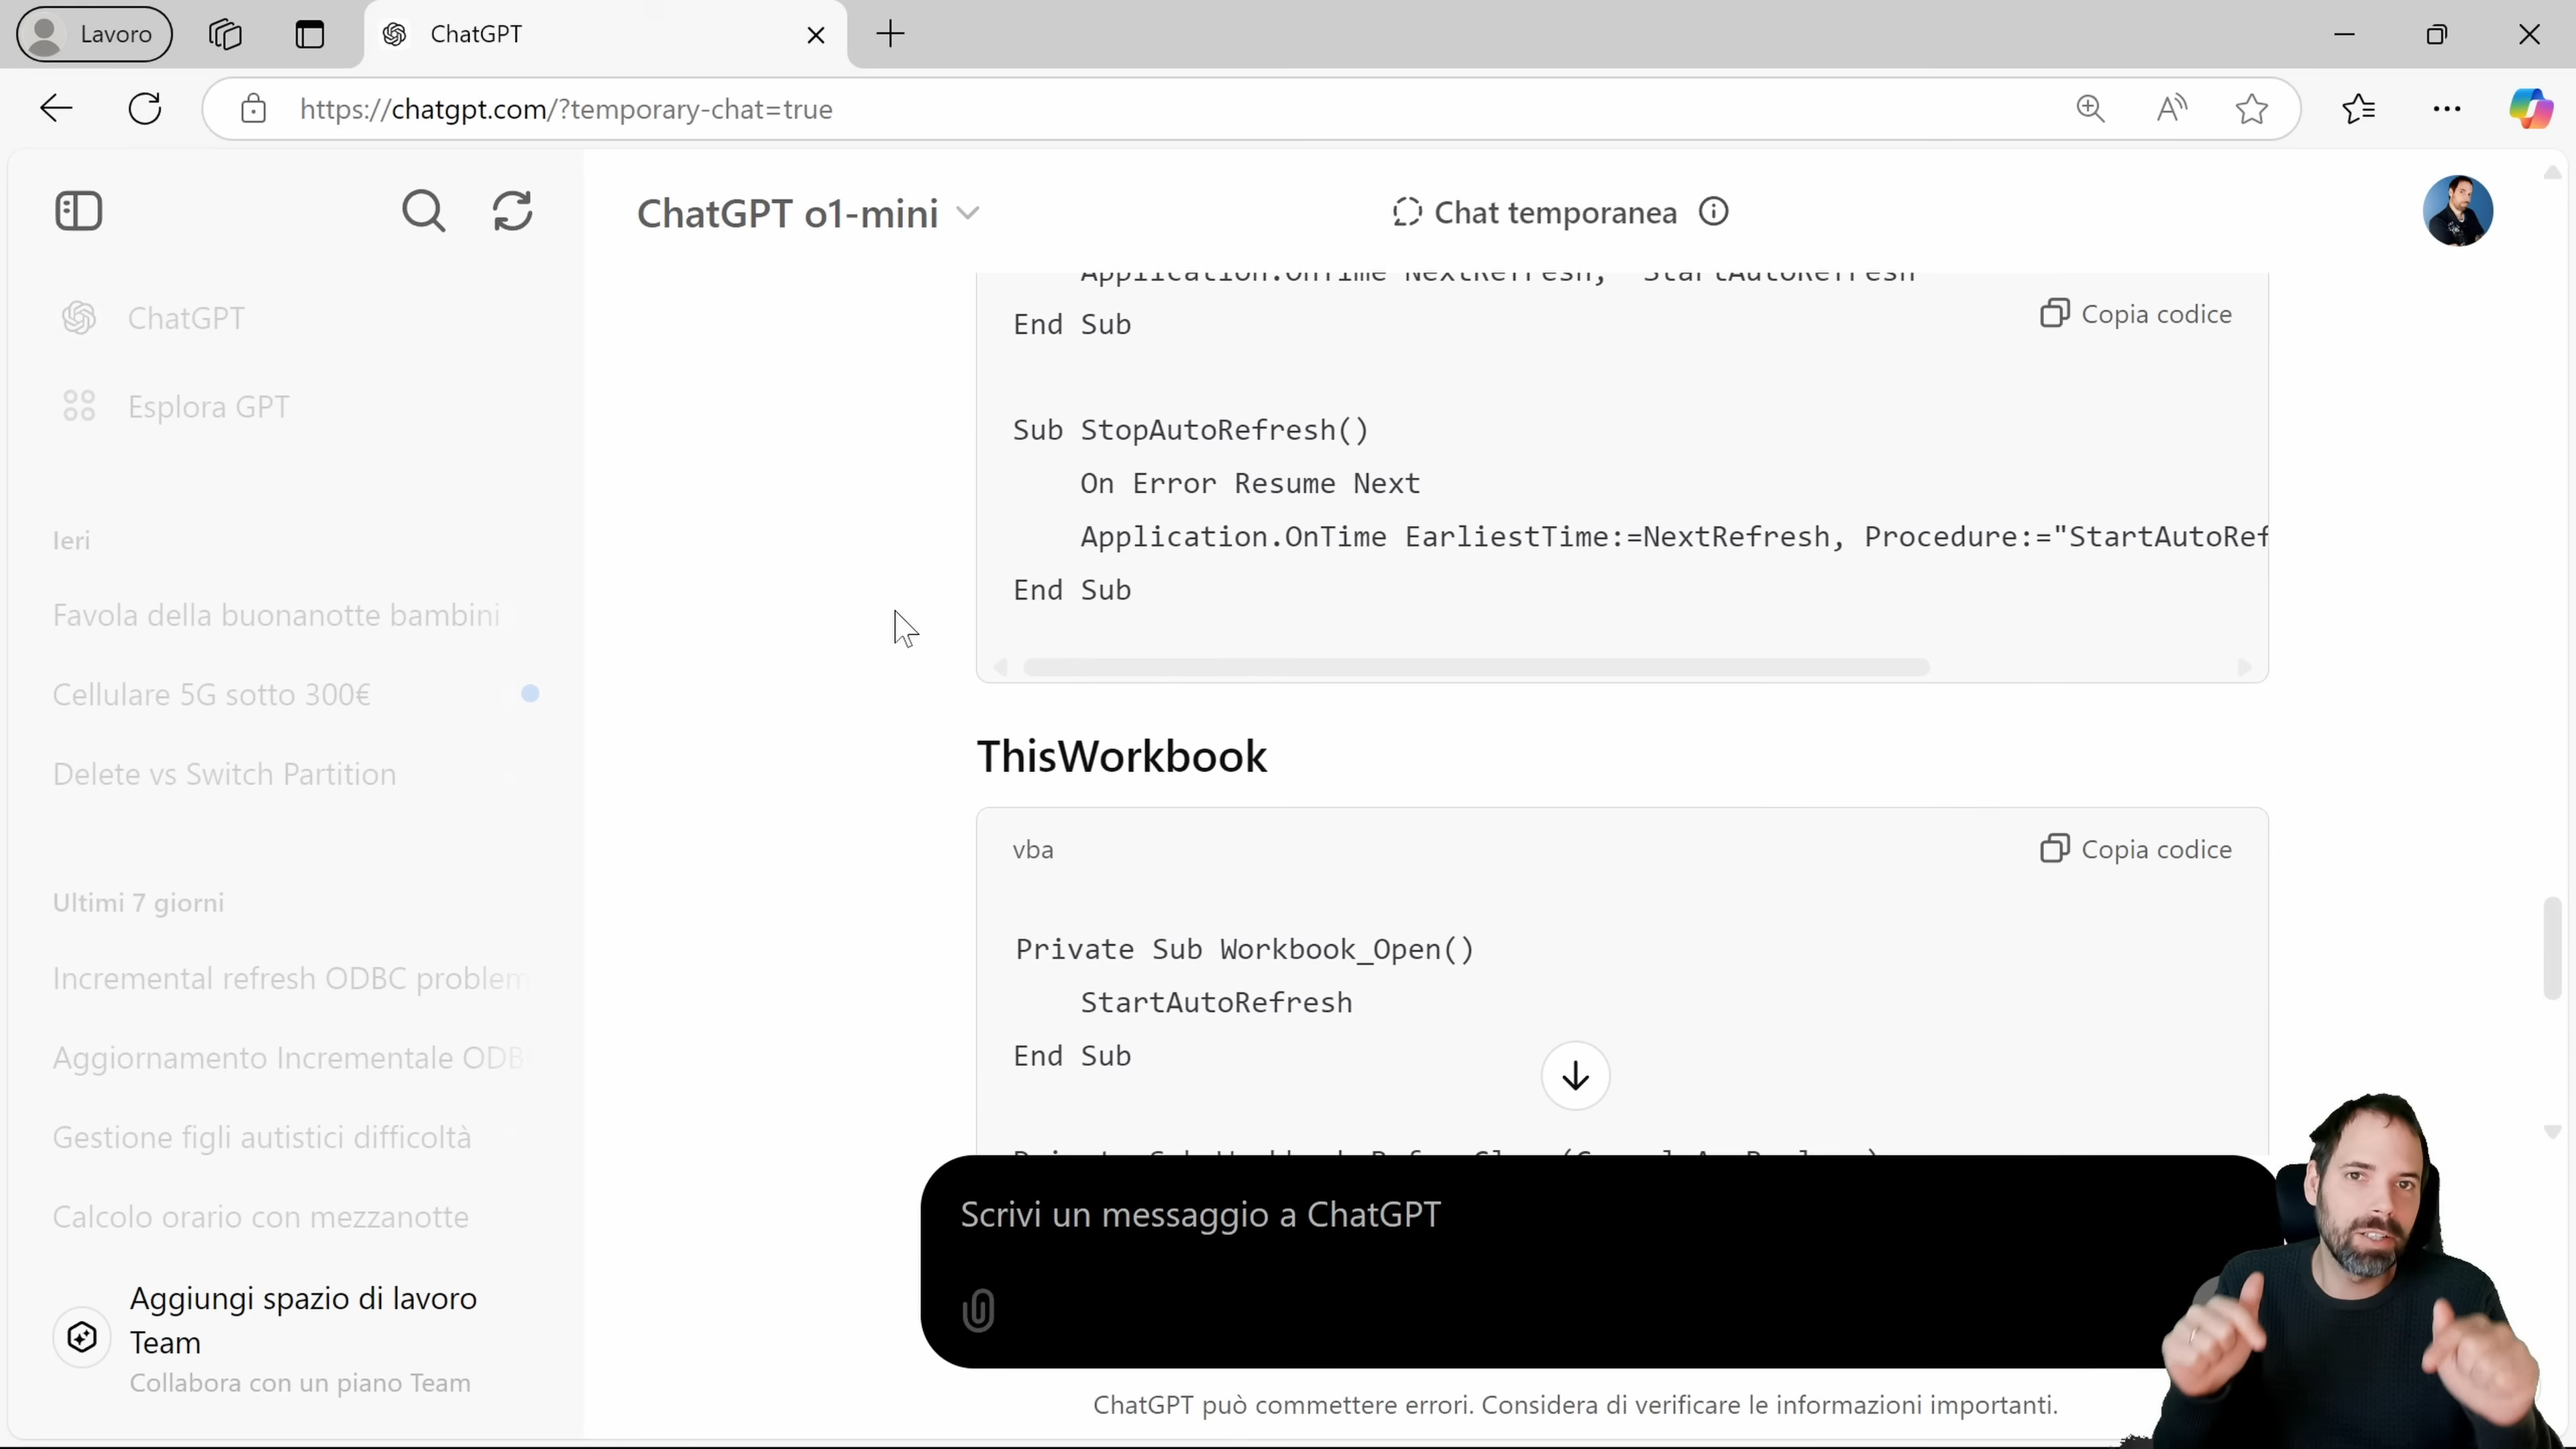 Lavoro
ChatGPT
https://chatgpt.com/?temporary-chat=true
ChatGPT o1-mini
Chat temporanea
ChatGPT
Esplora GPT
Ieri
Favola della buonanotte bambini
Cellulare 5G sotto 300€
Delete vs Switch Partition
Ultimi 7 giorni
Incremental refresh ODBC problem
Aggiornamento Incrementale ODB
Gestione figli autistici difficoltà
Calcolo orario con mezzanotte
Aggiungi spazio di lavoro
Team
Collabora con un piano Team
Application.OnTime NextRefresh, "StartAutoRefresh"
Copia codice
End Sub
Sub StopAutoRefresh()
On Error Resume Next
Application.OnTime EarliestTime:=NextRefresh, Procedure:="StartAutoRef
End Sub
ThisWorkbook
vba
Copia codice
Private Sub Workbook_Open()
StartAutoRefresh
End Sub
Scrivi un messaggio a ChatGPT
ChatGPT può commettere errori. Considera di verificare le informazioni importanti.